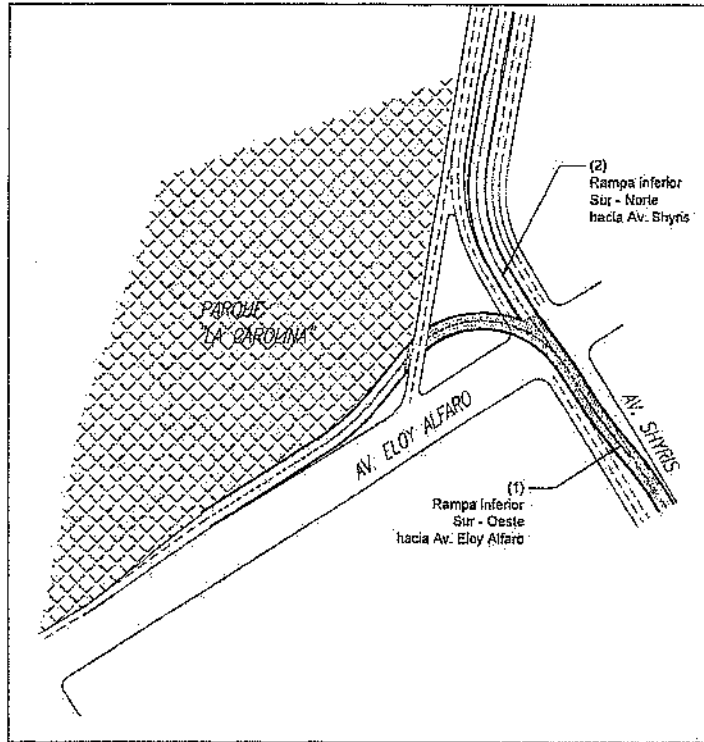 (2)
Rampa inferior
Sur - Norte
hacia Av. Shyris
PARQUE
"LA CAROLINA"
AV. ELOY ALFARO
AV. SHYRIS
(1)
Rampa inferior
Sur - Oeste
hacia Av. Eloy Alfaro